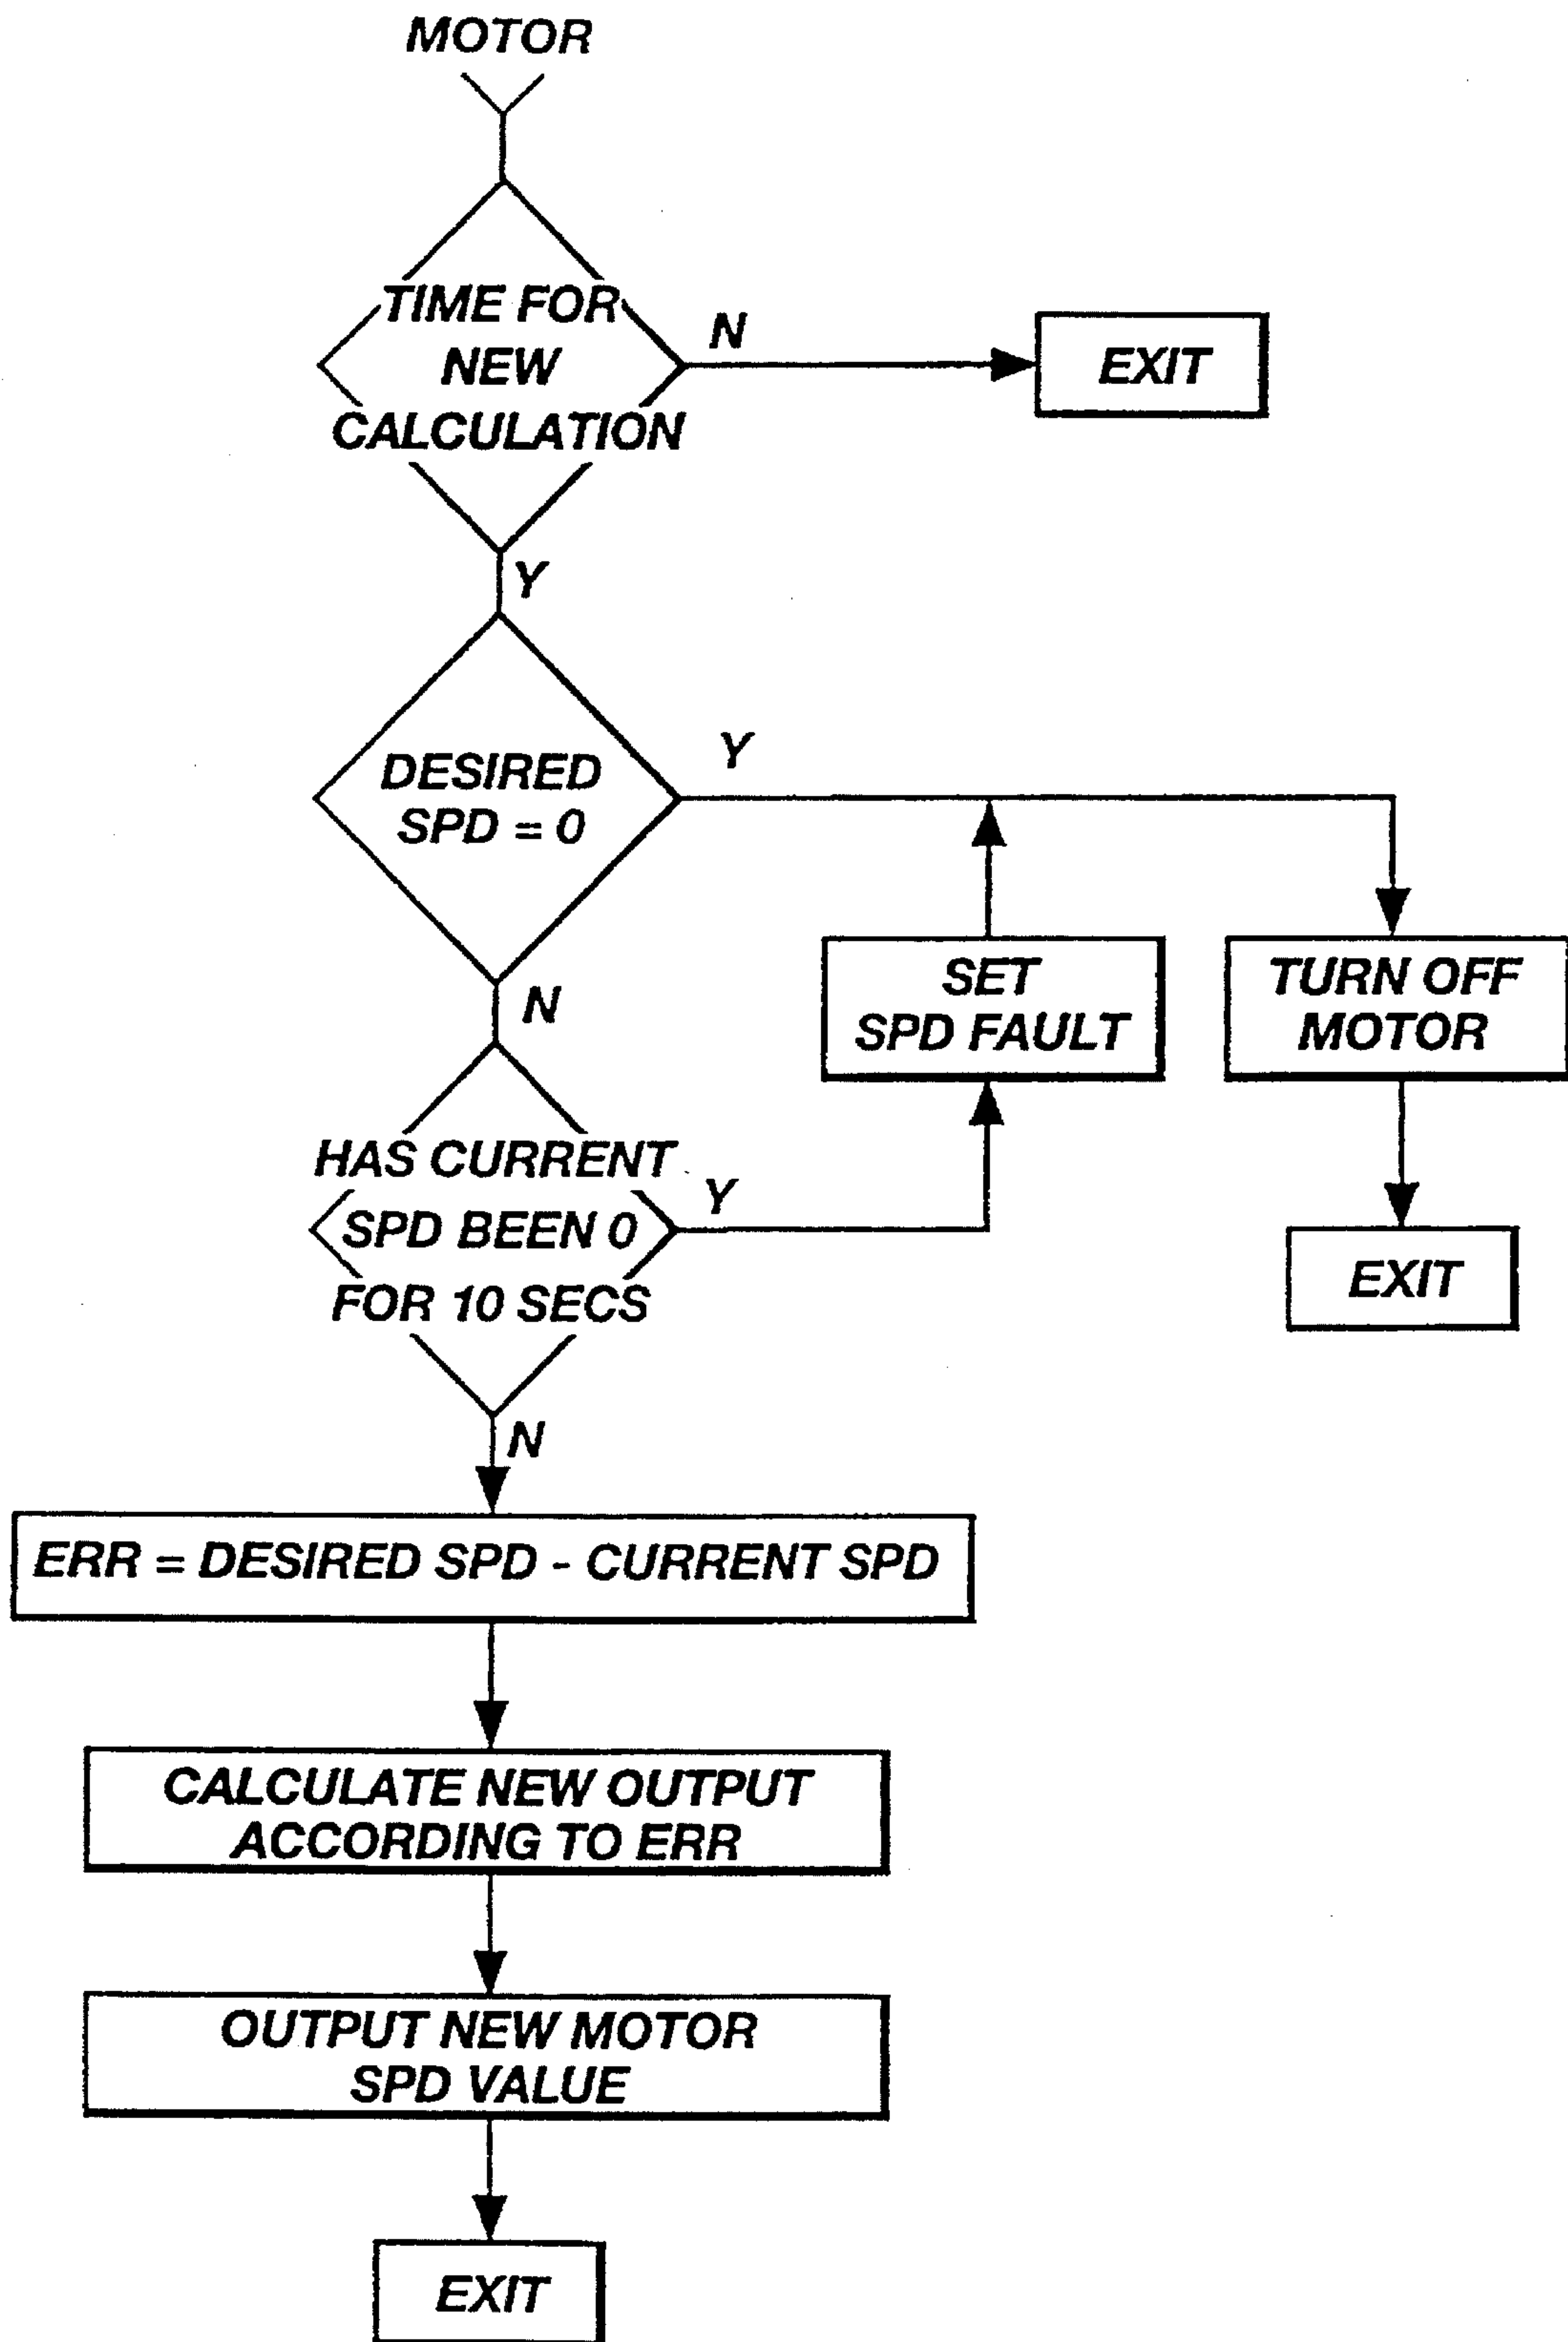 MOTOR
TIME FOR
NEW
CALCULATION
N
EXIT
Y
DESIRED
SPD = 0
Y
N
SET
SPD FAULT
TURN OFF
MOTOR
HAS CURRENT
SPD BEEN 0
FOR 10 SECS
Y
EXIT
N
ERR = DESIRED SPD - CURRENT SPD
CALCULATE NEW OUTPUT
ACCORDING TO ERR
OUTPUT NEW MOTOR
SPD VALUE
EXIT